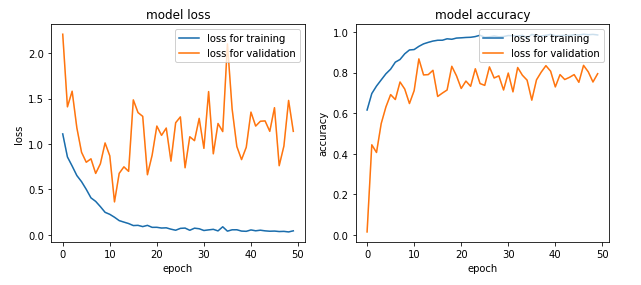 model loss
loss for training
loss for validation
2.0
1.5
1.0
0.5
0.0
loss
0 10 20 30 40 50
epoch
model accuracy
loss for training
loss for validation
1.0
0.8
0.6
0.4
0.2
0.0
accuracy
0 10 20 30 40 50
epoch